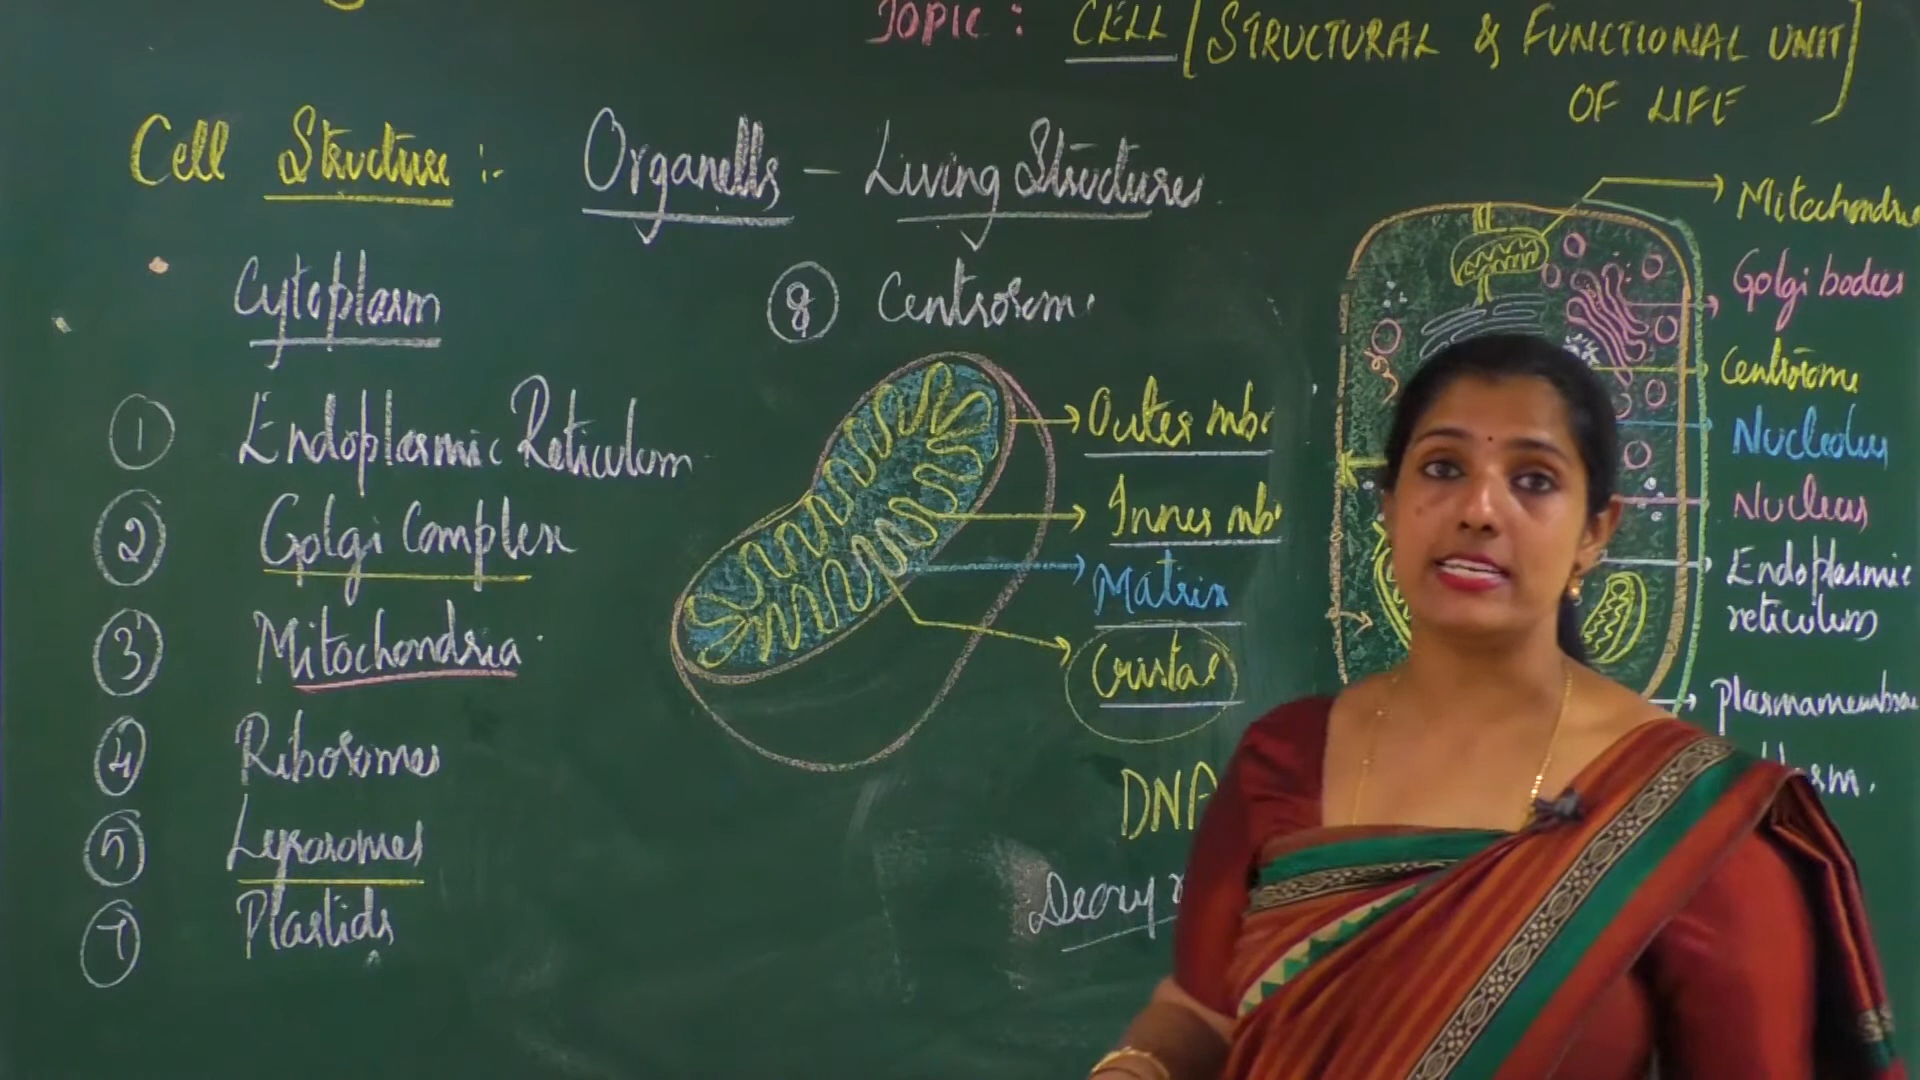 TOPIC : CELL [STRUCTURAL & FUNCTIONAL UNIT
OF LIFE]
Cell Structure :- Organells – Living Structures
Cytoplasm
8 Centrosome
1 Endoplasmic Reticulum
2 Golgi Complex
3 Mitochondria
4 Ribosomes
5 Lysosomes
7 Plastids
Outer mbr
Inner mbr
Matrix
Cristae
DNA
Mitochondria
Golgi bodies
Centrosome
Nucleolus
Nucleus
Endoplasmic
reticulum
Plasmamembrane